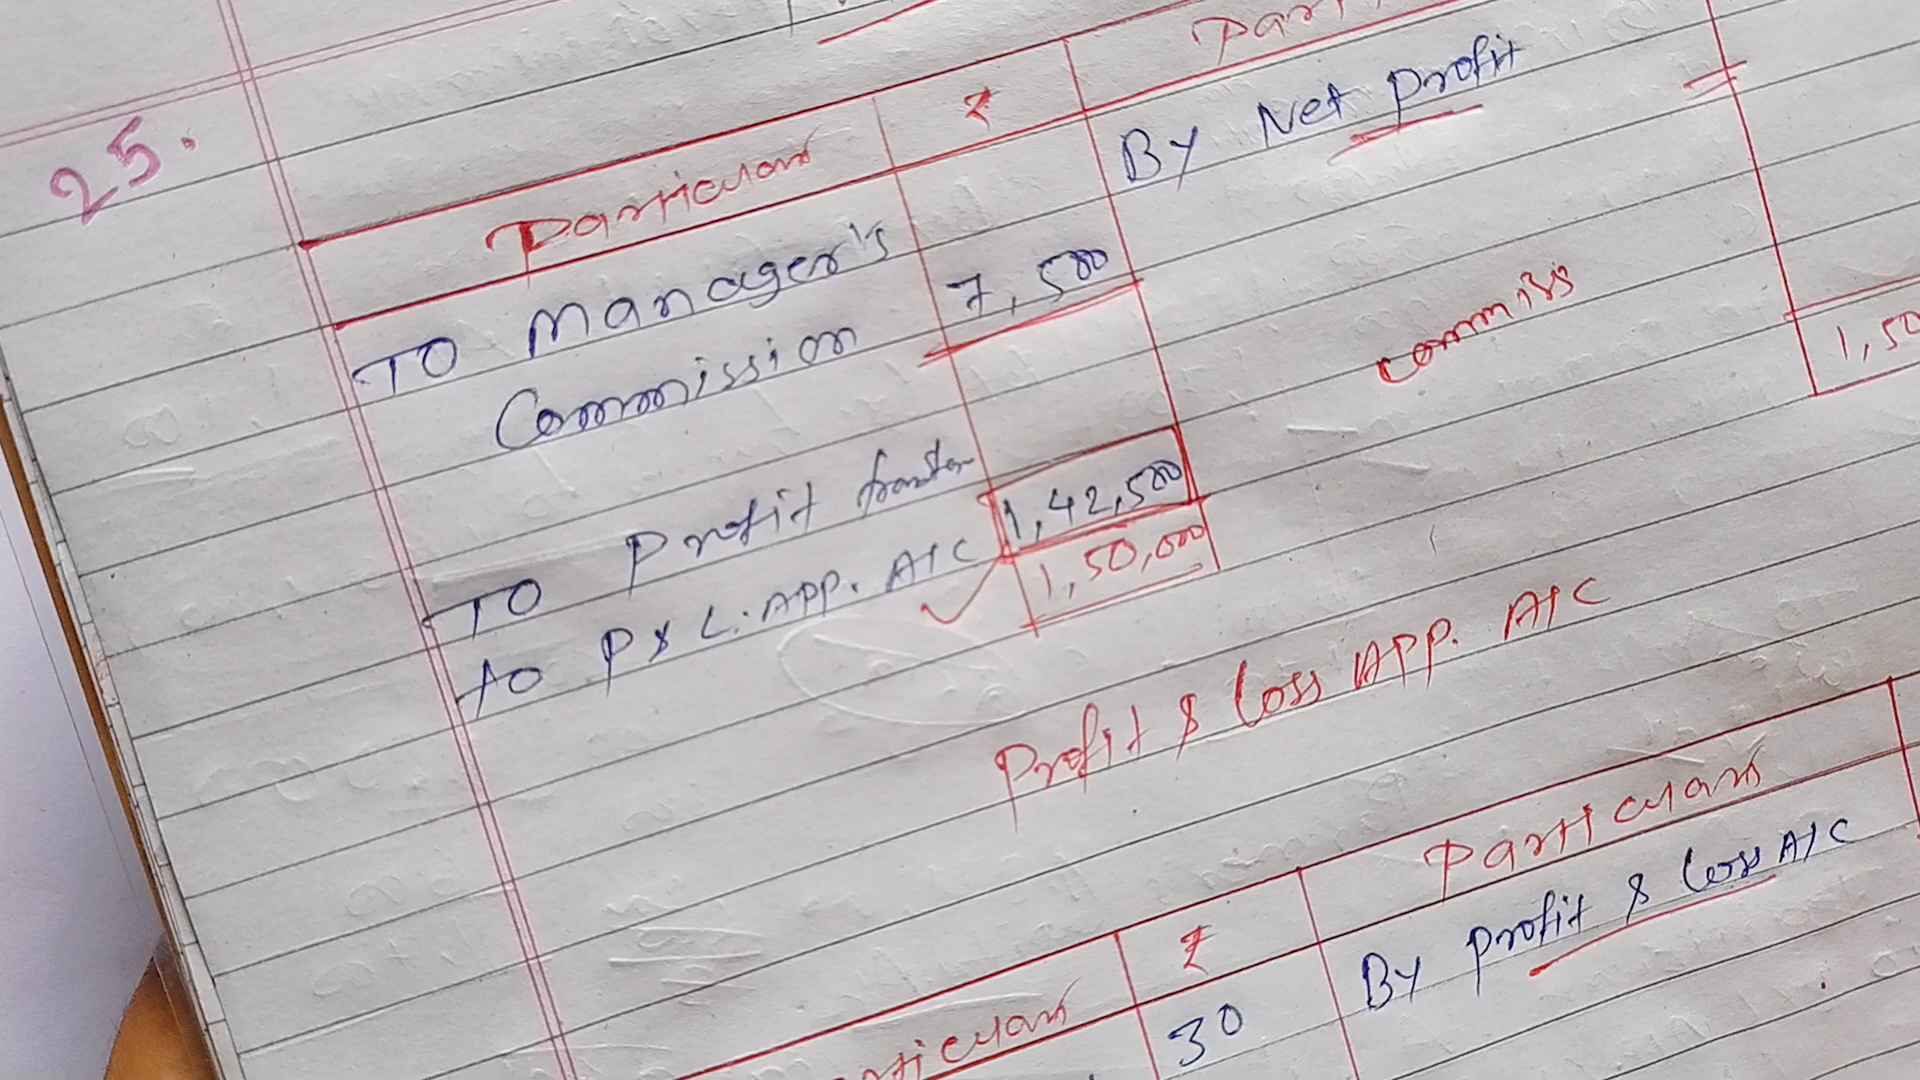 25.
Particulars ₹
By Net Profit
To Manager's
Commission 7,500
commiss
1,50
To Profit transfer
to P & L. APP. A/C 1,42,500
1,50,000
Profit & Loss APP. A/C
Particulars
₹
By Profit & Loss A/C
30